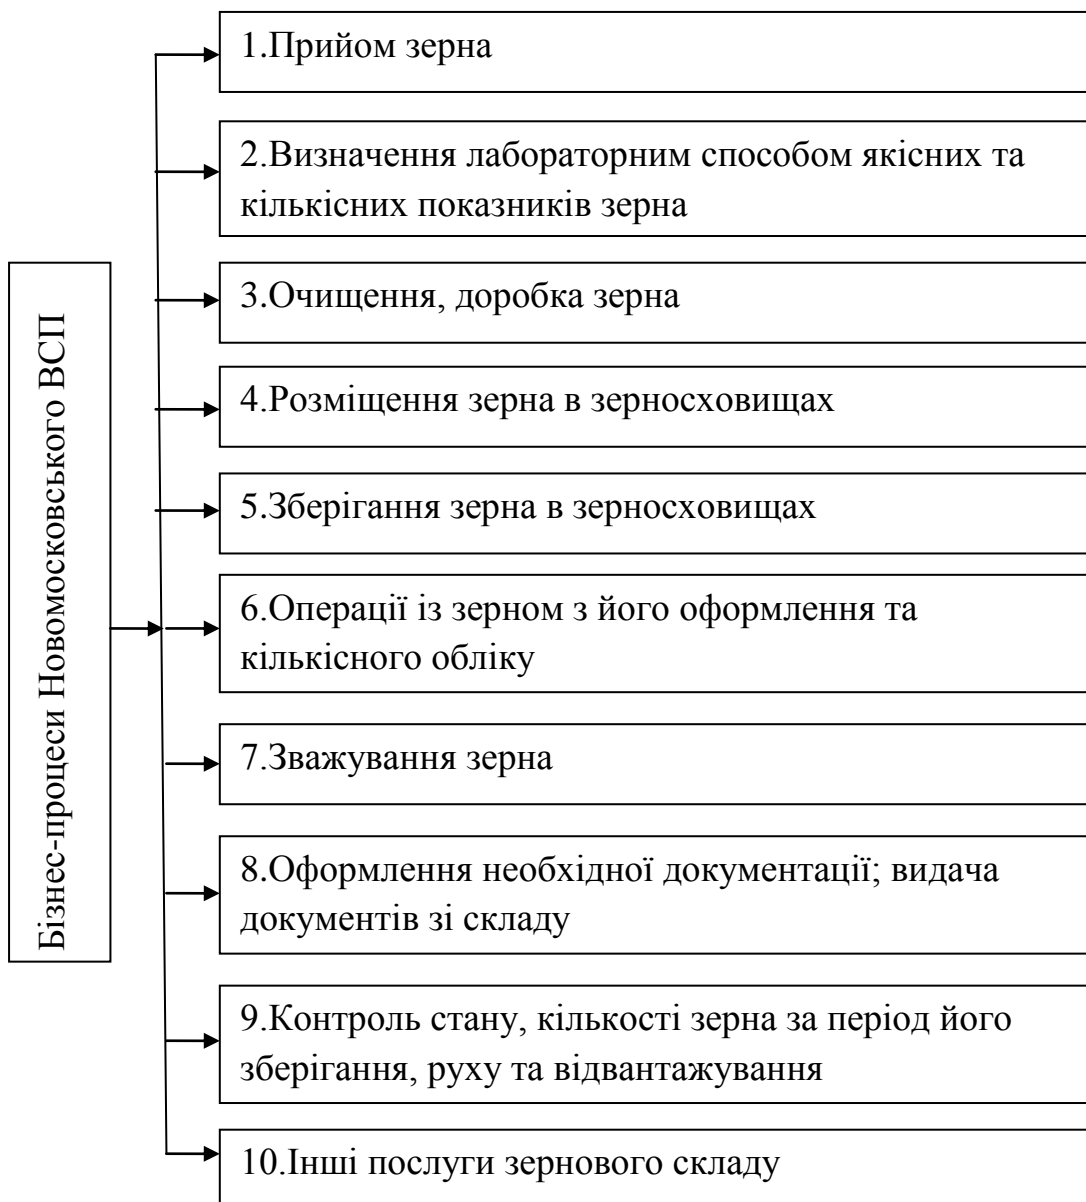 Бізнес-процеси Новомосковського ВСП
1.Прийом зерна
2.Визначення лабораторним способом якісних та
кількісних показників зерна
3.Очищення, доробка зерна
4.Розміщення зерна в зерносховищах
5.Зберігання зерна в зерносховищах
6.Операції із зерном з його оформлення та
кількісного обліку
7.Зважування зерна
8.Оформлення необхідної документації; видача
документів зі складу
9.Контроль стану, кількості зерна за період його
зберігання, руху та відвантажування
10.Інші послуги зернового складу